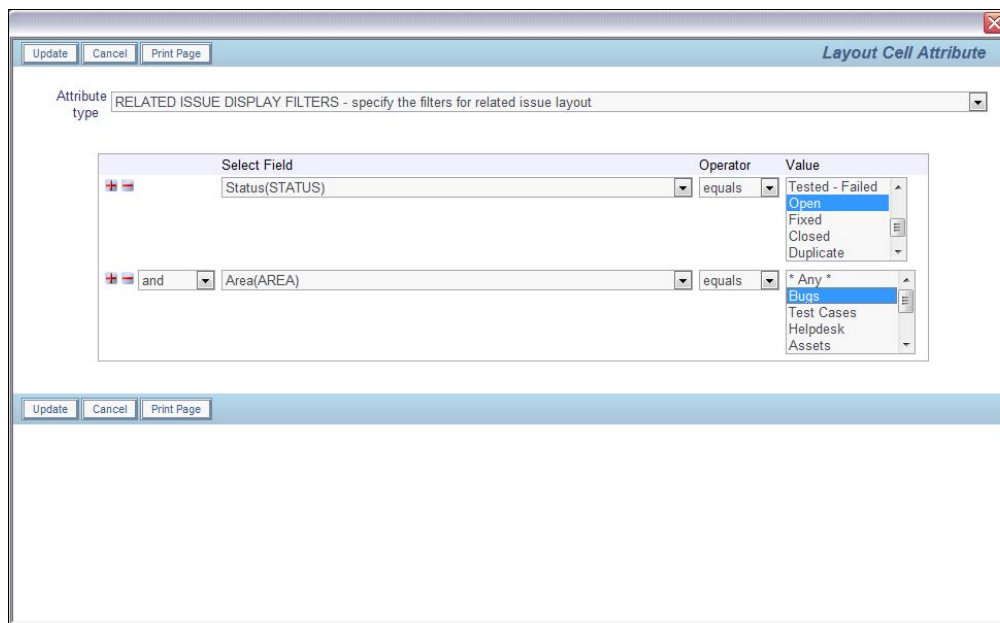 Update Cancel Print Page Layout Cell Attribute
Attribute type RELATED ISSUE DISPLAY FILTERS - specify the filters for related issue layout
Select Field Operator Value
Status(STATUS) equals Tested - Failed
Open
Fixed
Closed
Duplicate
and Area(AREA) equals * Any *
Bugs
Test Cases
Helpdesk
Assets
Update Cancel Print Page